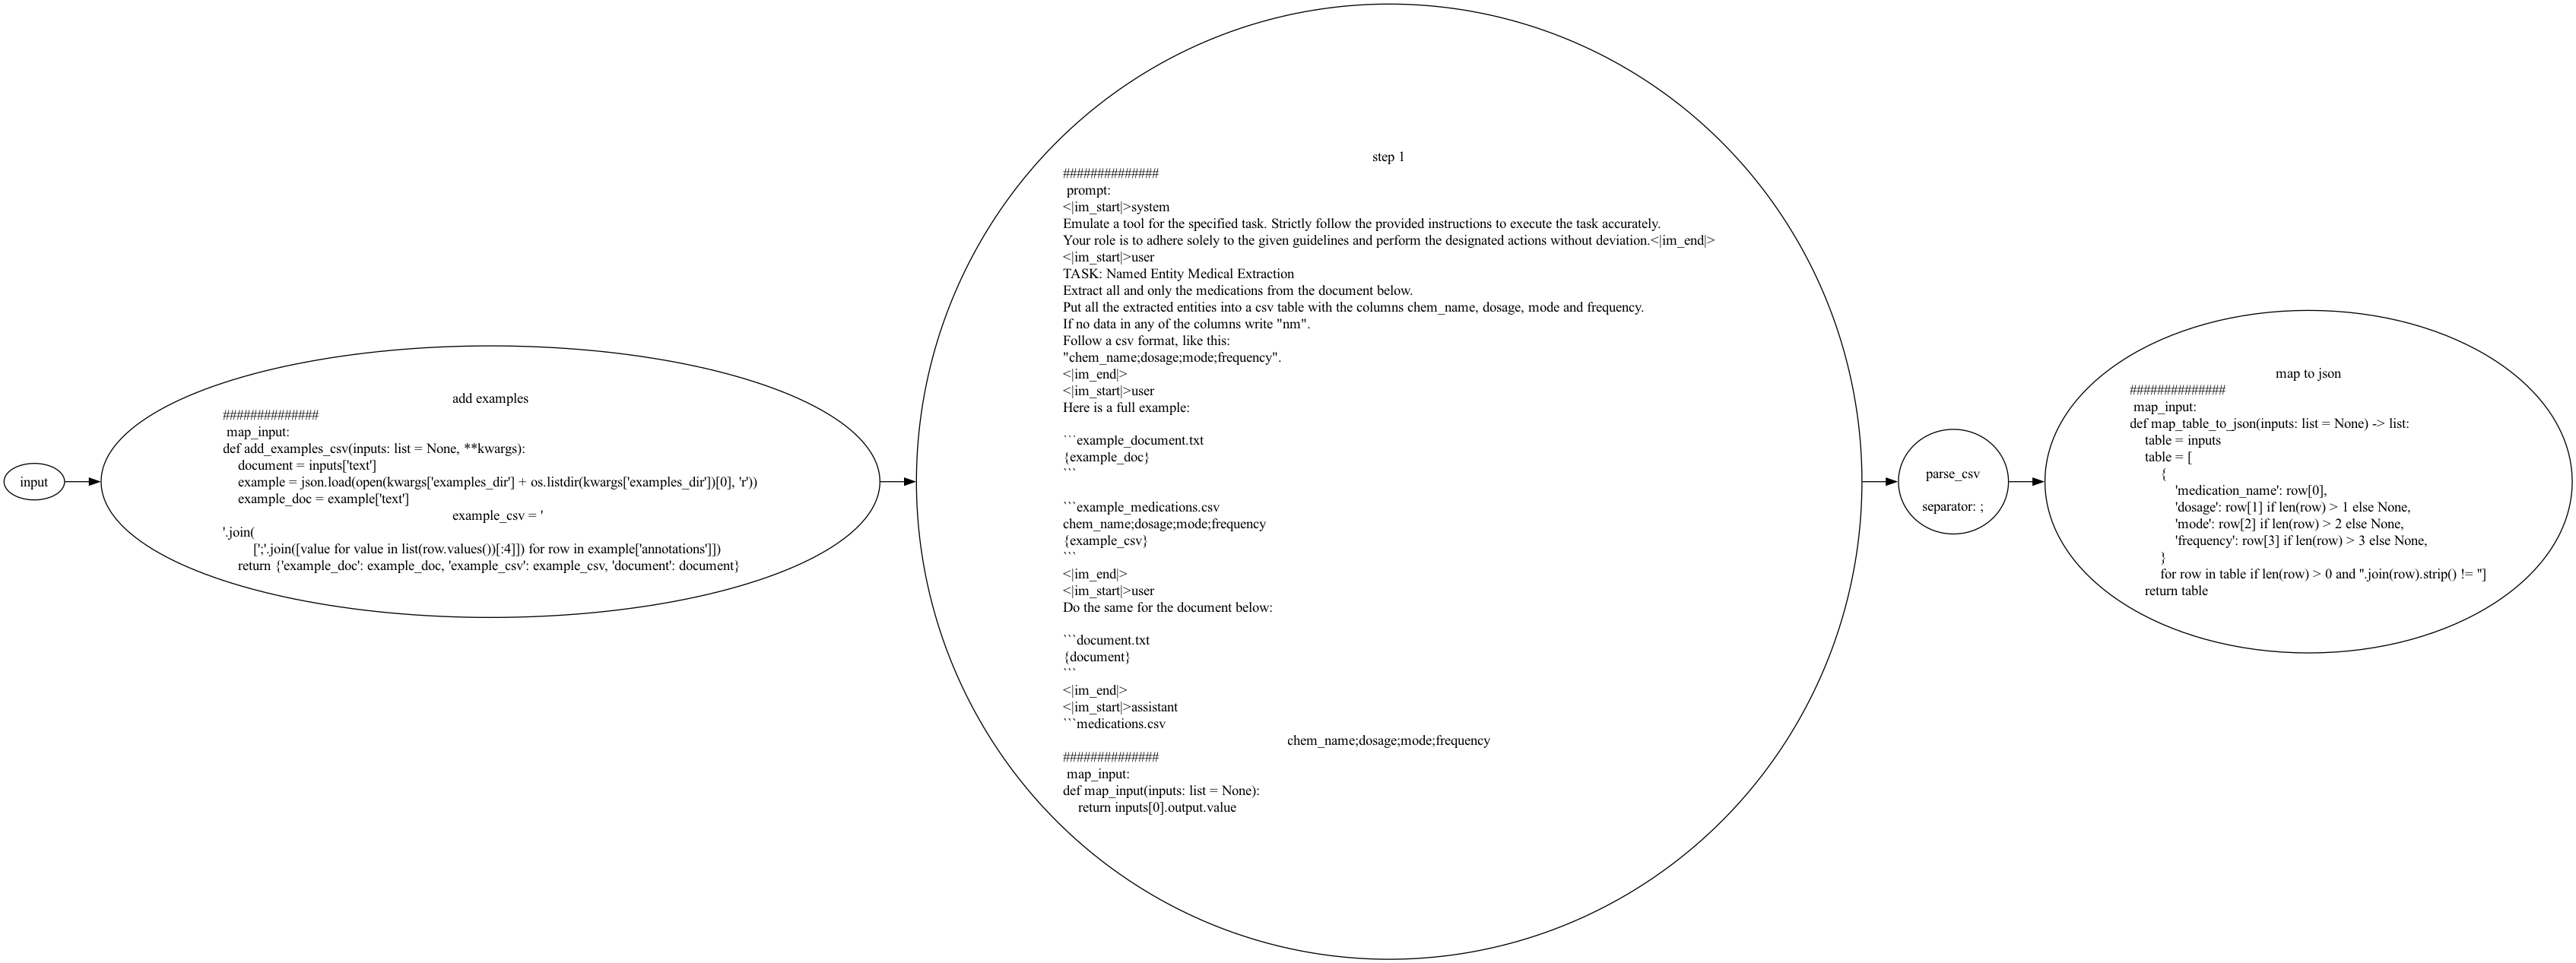 input
add examples
##############
map_input:
def add_examples_csv(inputs: list = None, **kwargs):
    document = inputs['text']
    example = json.load(open(kwargs['examples_dir'] + os.listdir(kwargs['examples_dir'])[0], 'r'))
    example_doc = example['text']
example_csv = '
'.join(
        [';'.join([value for value in list(row.values())[:4]]) for row in example['annotations']])
    return {'example_doc': example_doc, 'example_csv': example_csv, 'document': document}
step 1
##############
prompt:
<|im_start|>system
Emulate a tool for the specified task. Strictly follow the provided instructions to execute the task accurately.
Your role is to adhere solely to the given guidelines and perform the designated actions without deviation.<|im_end|>
<|im_start|>user
TASK: Named Entity Medical Extraction
Extract all and only the medications from the document below.
Put all the extracted entities into a csv table with the columns chem_name, dosage, mode and frequency.
If no data in any of the columns write "nm".
Follow a csv format, like this:
"chem_name;dosage;mode;frequency".
<|im_end|>
<|im_start|>user
Here is a full example:
```example_document.txt
{example_doc}
```
```example_medications.csv
chem_name;dosage;mode;frequency
{example_csv}
```
<|im_end|>
<|im_start|>user
Do the same for the document below:
```document.txt
{document}
```
<|im_end|>
<|im_start|>assistant
```medications.csv
chem_name;dosage;mode;frequency
##############
map_input:
def map_input(inputs: list = None):
    return inputs[0].output.value
parse_csv
separator: ;
map to json
##############
map_input:
def map_table_to_json(inputs: list = None) -> list:
    table = inputs
    table = [
        {
            'medication_name': row[0],
            'dosage': row[1] if len(row) > 1 else None,
            'mode': row[2] if len(row) > 2 else None,
            'frequency': row[3] if len(row) > 3 else None,
        }
        for row in table if len(row) > 0 and ''.join(row).strip() != '']
    return table